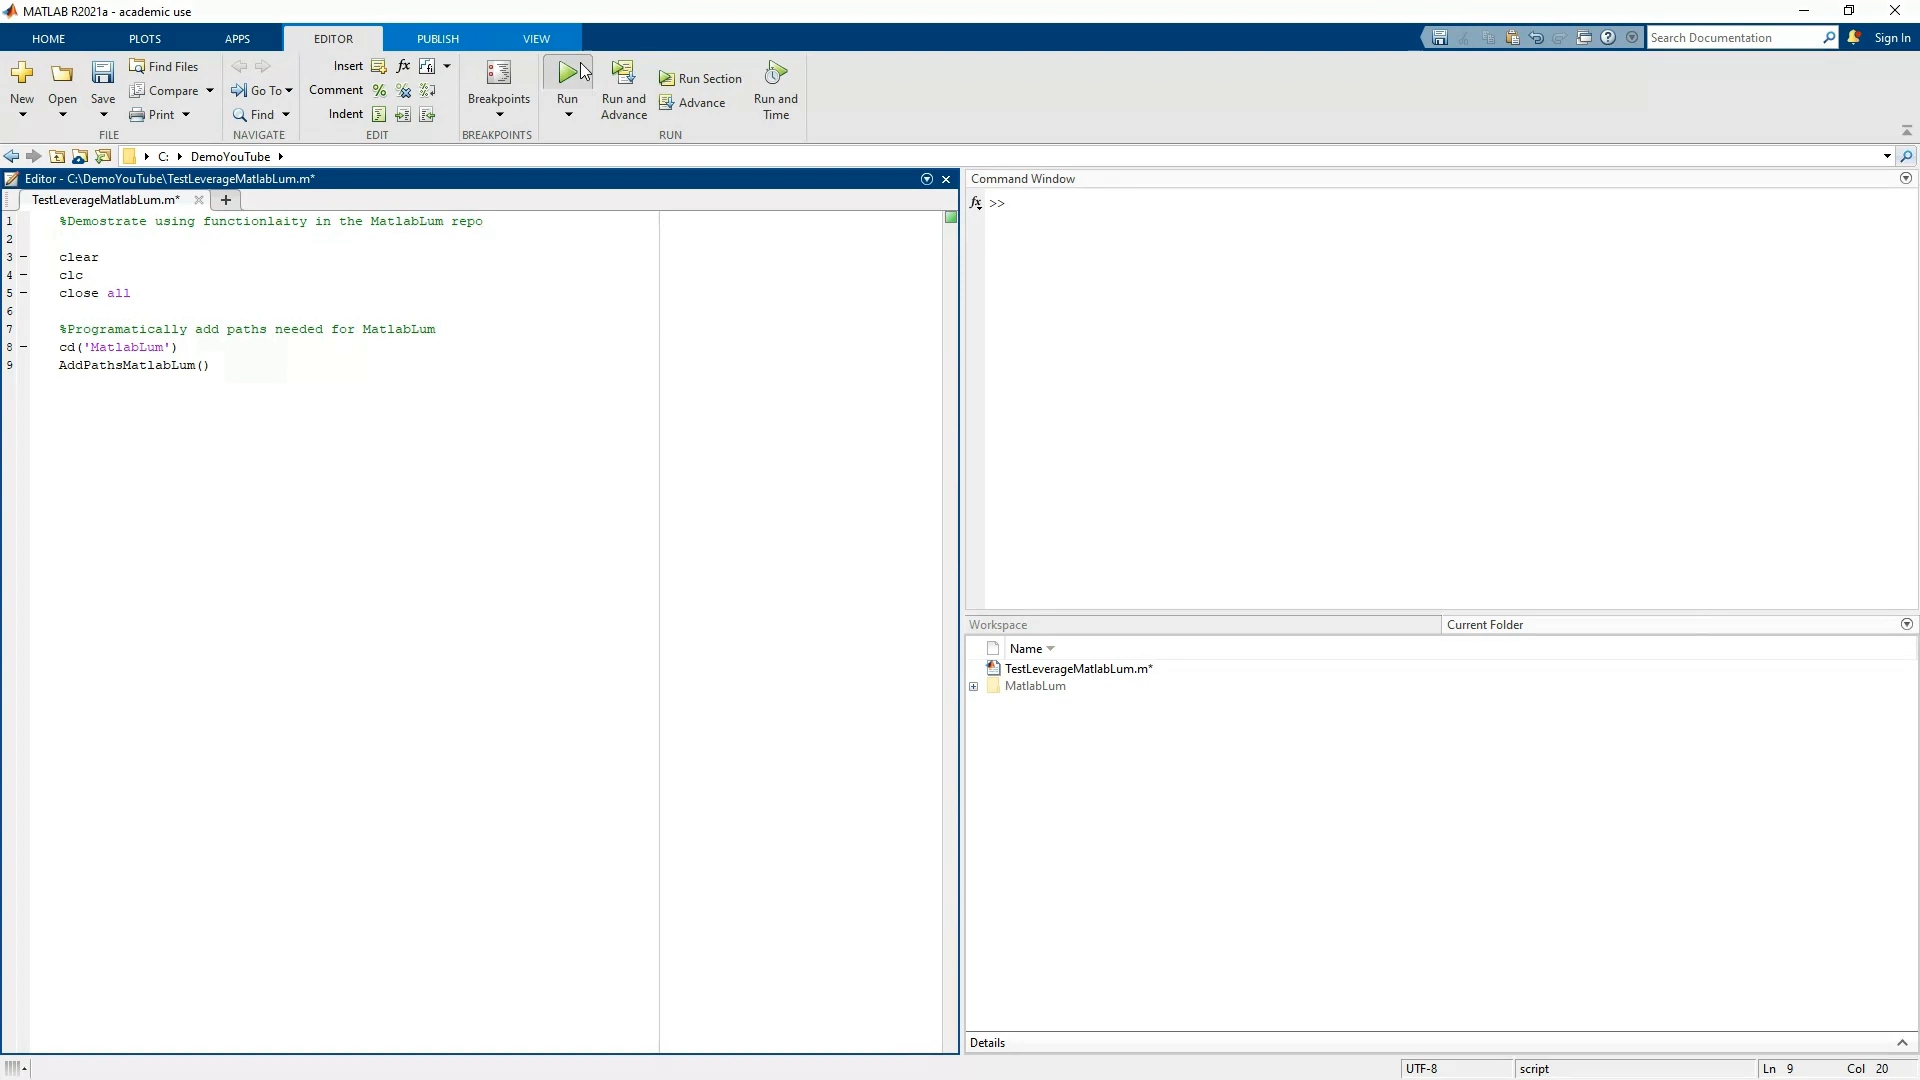 MATLAB R2021a - academic use
HOME PLOTS APPS EDITOR PUBLISH VIEW
Search Documentation
Sign In
New Open Save
Find Files
Compare
Print
FILE
Go To
Find
NAVIGATE
Insert fx
Comment
Indent
EDIT
Breakpoints
BREAKPOINTS
Run
Run and Advance
Run Section
Advance
Run and Time
RUN
C: DemoYouTube
Editor - C:\DemoYouTube\TestLeverageMatlabLum.m*
TestLeverageMatlabLum.m*
1 %Demostrate using functionlaity in the MatlabLum repo
2
3 – clear
4 – clc
5 – close all
6
7 %Programatically add paths needed for MatlabLum
8 – cd('MatlabLum')
9 AddPathsMatlabLum()
Command Window
fx >>
Workspace
Current Folder
Name
TestLeverageMatlabLum.m*
MatlabLum
Details
UTF-8 script Ln 9 Col 20